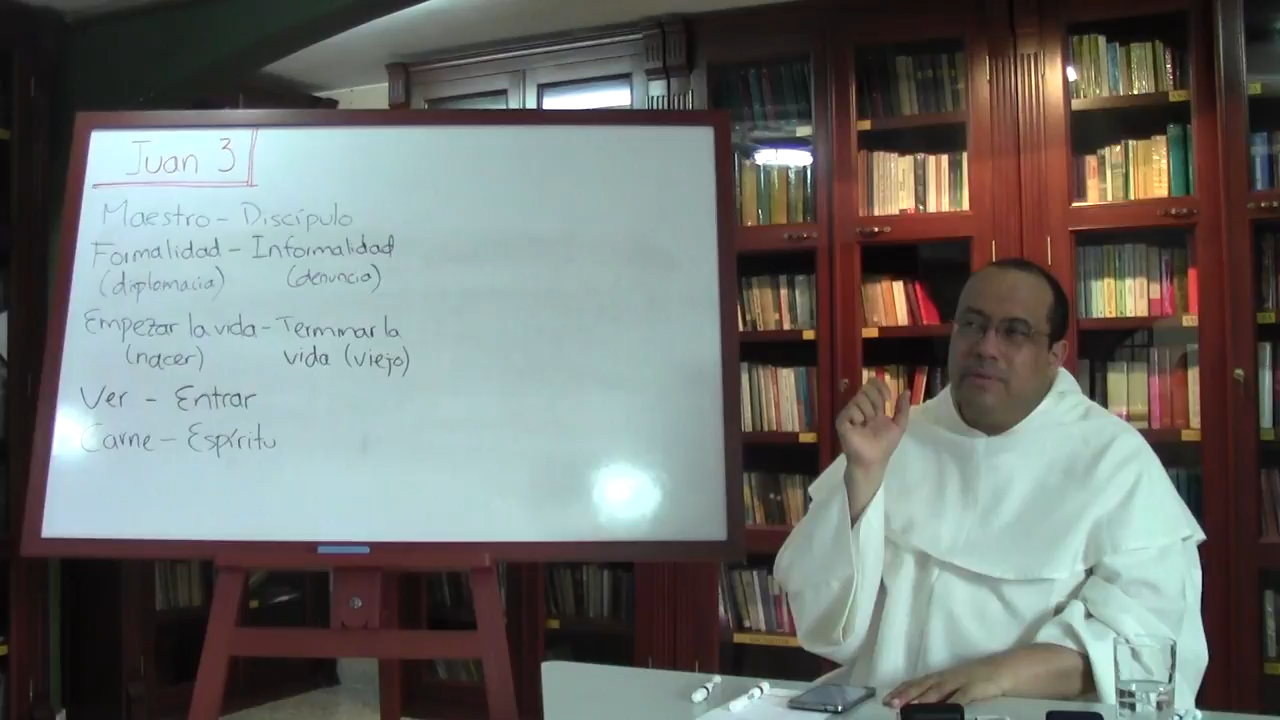 Juan 3
Maestro - Discípulo
Formalidad - Informalidad
(diplomacia) (denuncia)
Empezar la vida - Terminar la
(nacer) vida (viejo)
Ver - Entrar
Carne - Espíritu